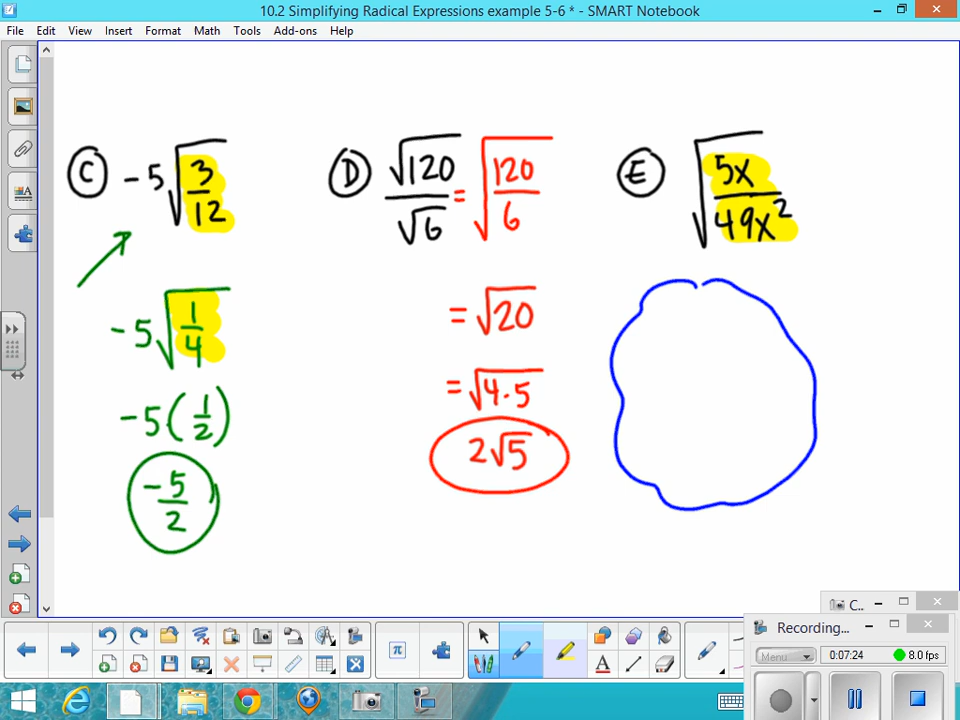 10.2 Simplifying Radical Expressions example 5-6 * - SMART Notebook
File Edit View Insert Format Math Tools Add-ons Help
C -5√(3/12)
-5√(1/4)
-5(1/2)
-5/2
D √120/√6 = √(120/6)
= √20
= √4·5
2√5
E √(5x/49x²)
C...
Recording...
Menu 0:07:24 8.0 fps
π
A